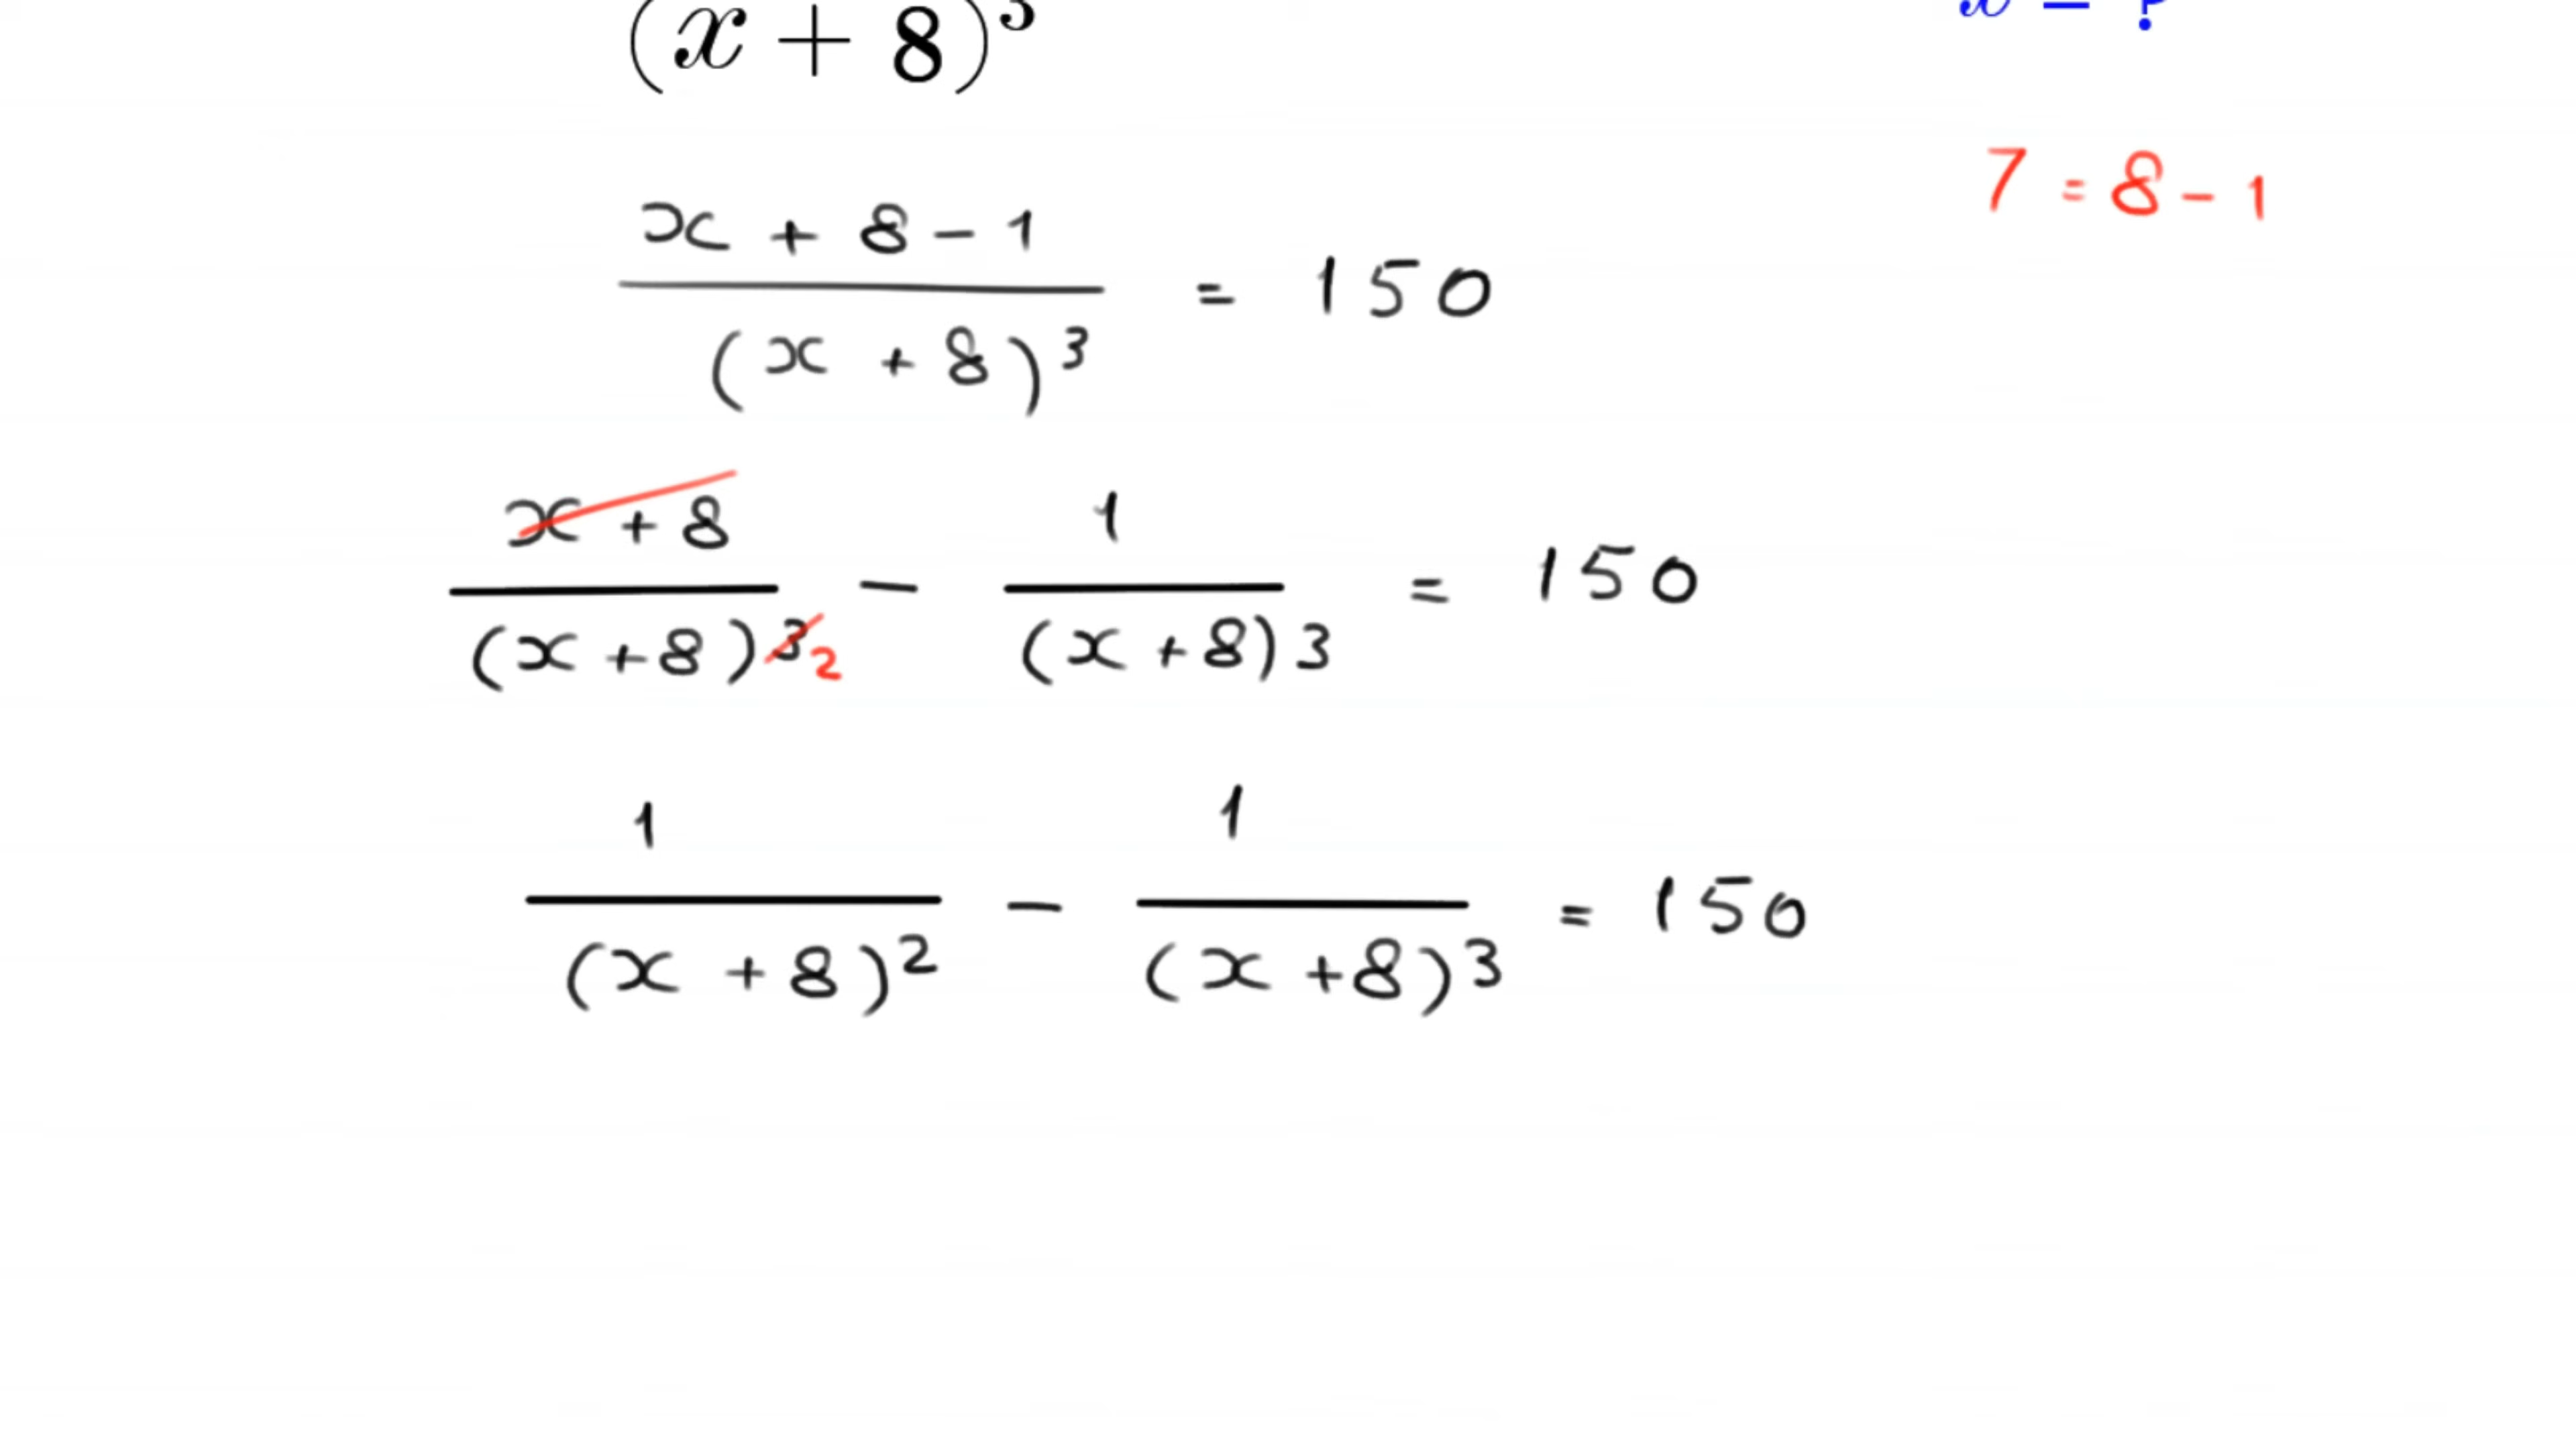 (x + 8)³
x = ?
7 = 8 - 1
x + 8 - 1
= 150
(x + 8)³
x + 8
1
-
= 150
(x + 8)³ 2
(x + 8)3
1
1
-
= 150
(x + 8)²
(x + 8)³